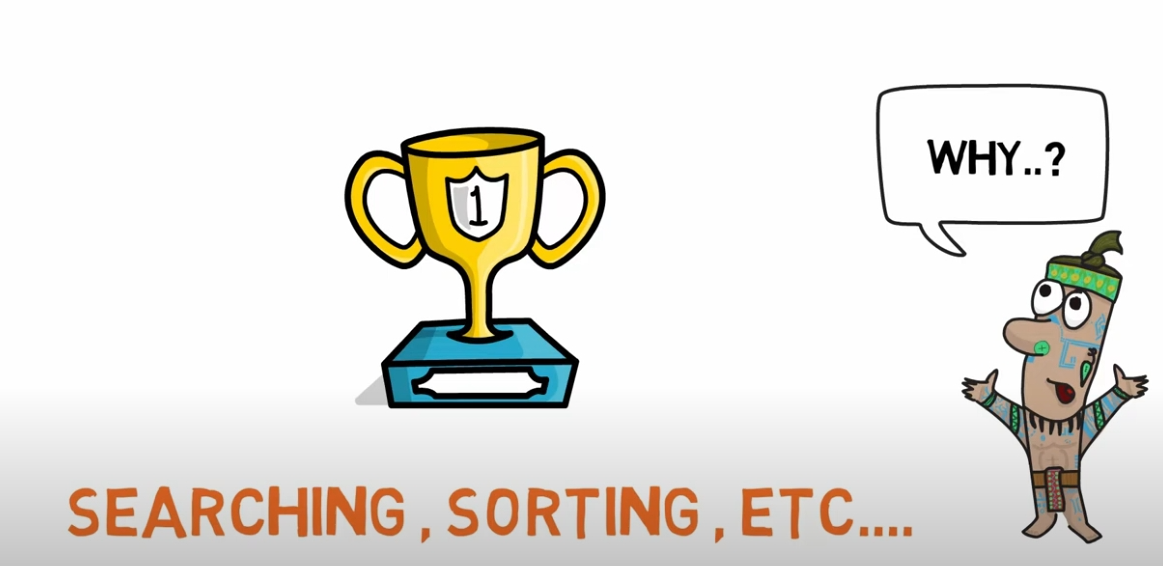 WHY..?
1
SEARCHING, SORTING, ETC....